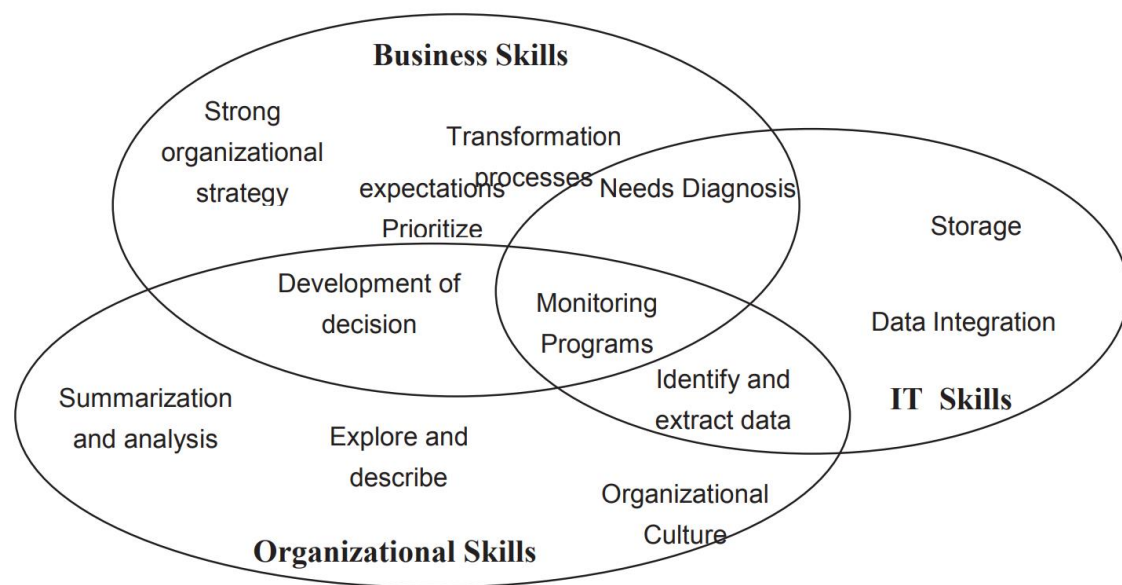 Business Skills
Strong
organizational
strategy
Transformation
processes
expectations
Prioritize
Needs Diagnosis
Storage
Development of
decision
Monitoring
Programs
Data Integration
Identify and
extract data
IT Skills
Summarization
and analysis
Explore and
describe
Organizational
Culture
Organizational Skills